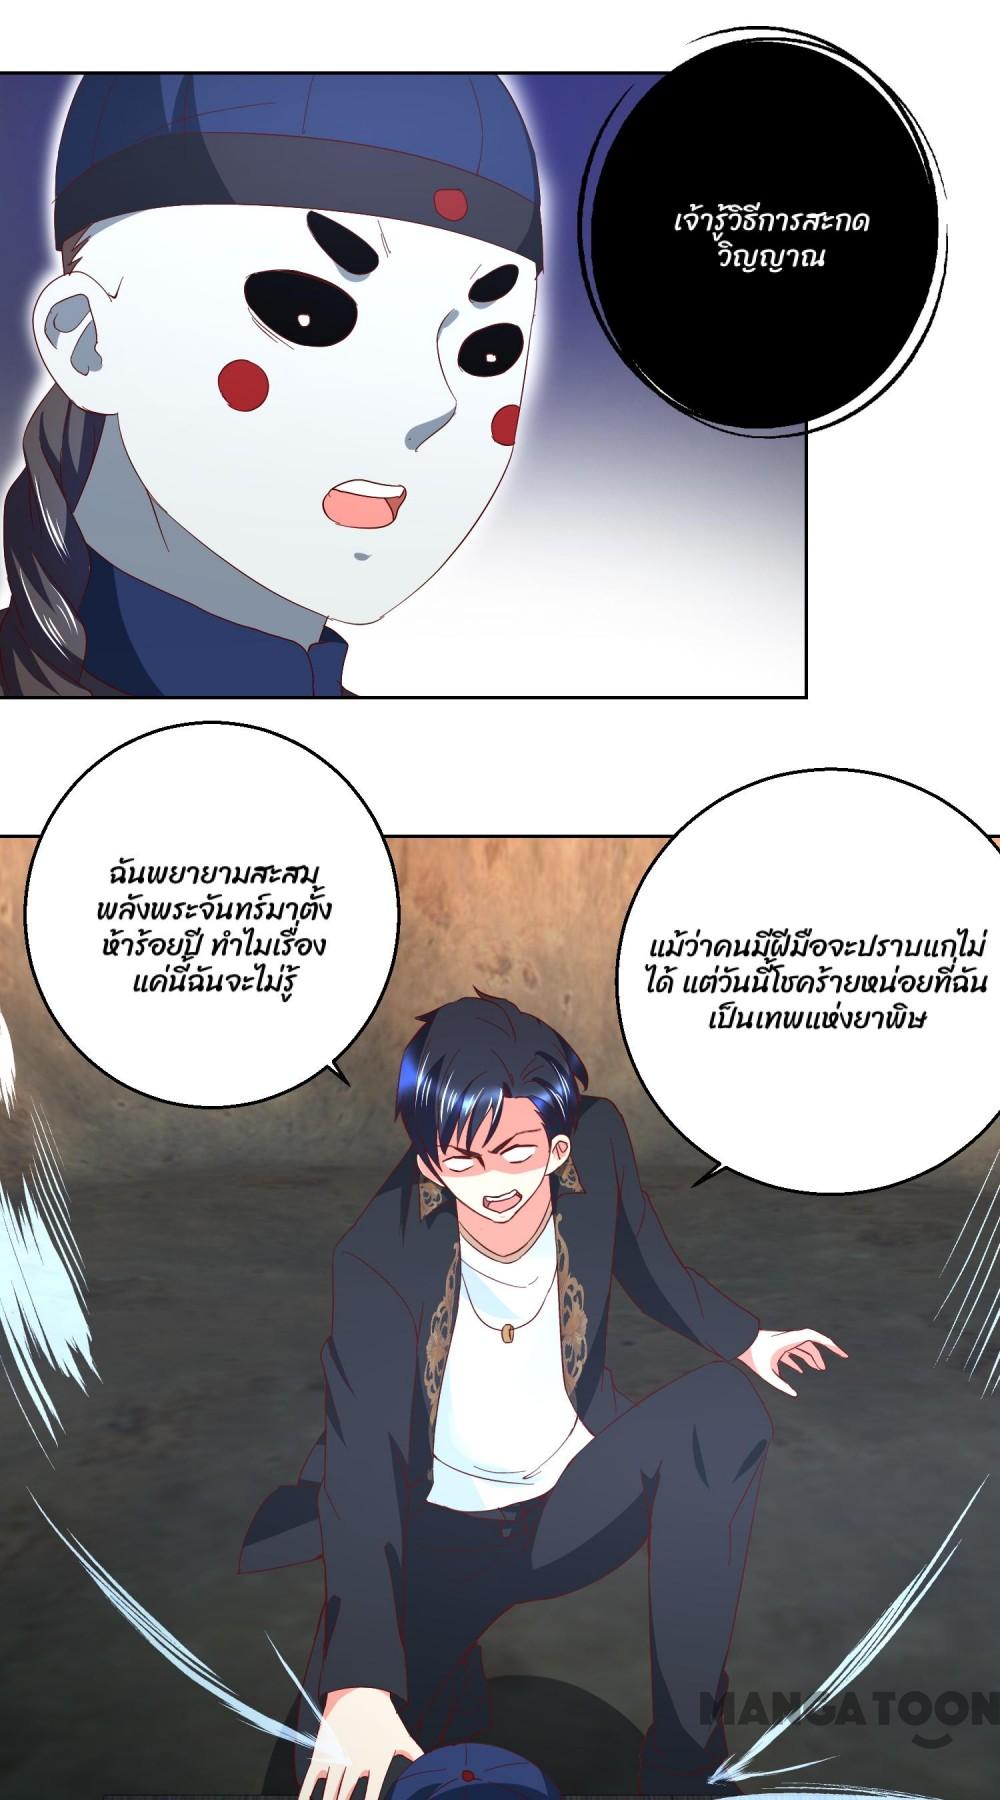 เจ้ารู้วิธีการสะกด
วิญญาณ
ฉันพยายามสะสม
พลังพระจันทร์มาตั้ง
ห้าร้อยปี ทำไมเรื่อง
แค่นี้ฉันจะไม่รู้
แม้ว่าคนมีฝีมือจะปราบแกไม่
ได้ แต่วันนี้โชคร้ายหน่อยที่ฉัน
เป็นเทพแห่งยาพิษ
MANGATOON